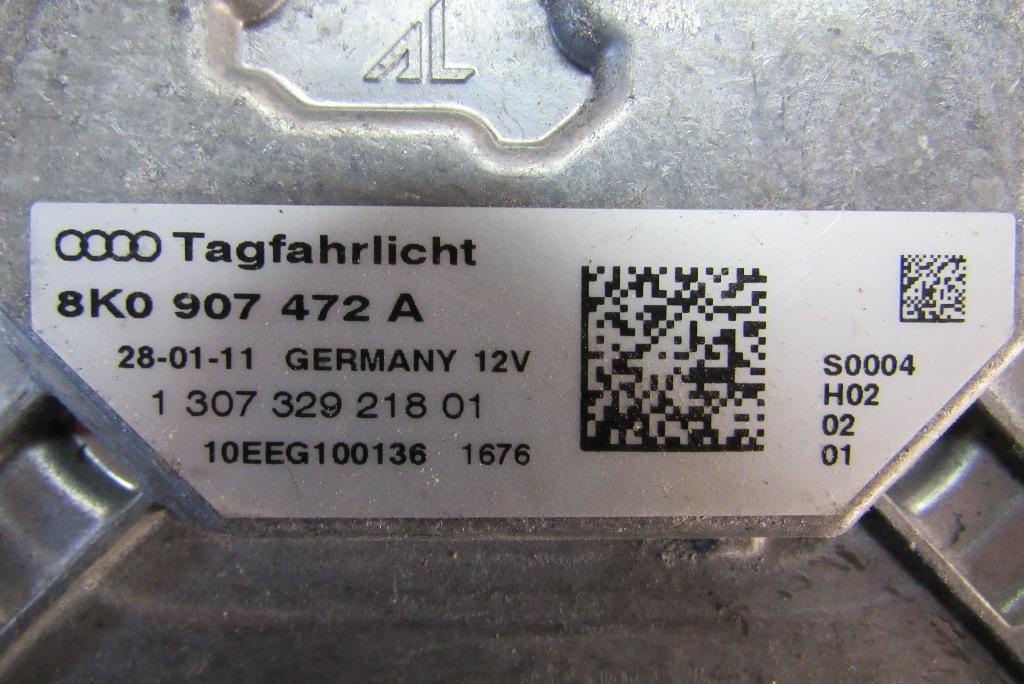 AL
Tagfahrlicht
8K0 907 472 A
28-01-11 GERMANY 12V
1 307 329 218 01
10EEG100136 1676
S0004
H02
02
01